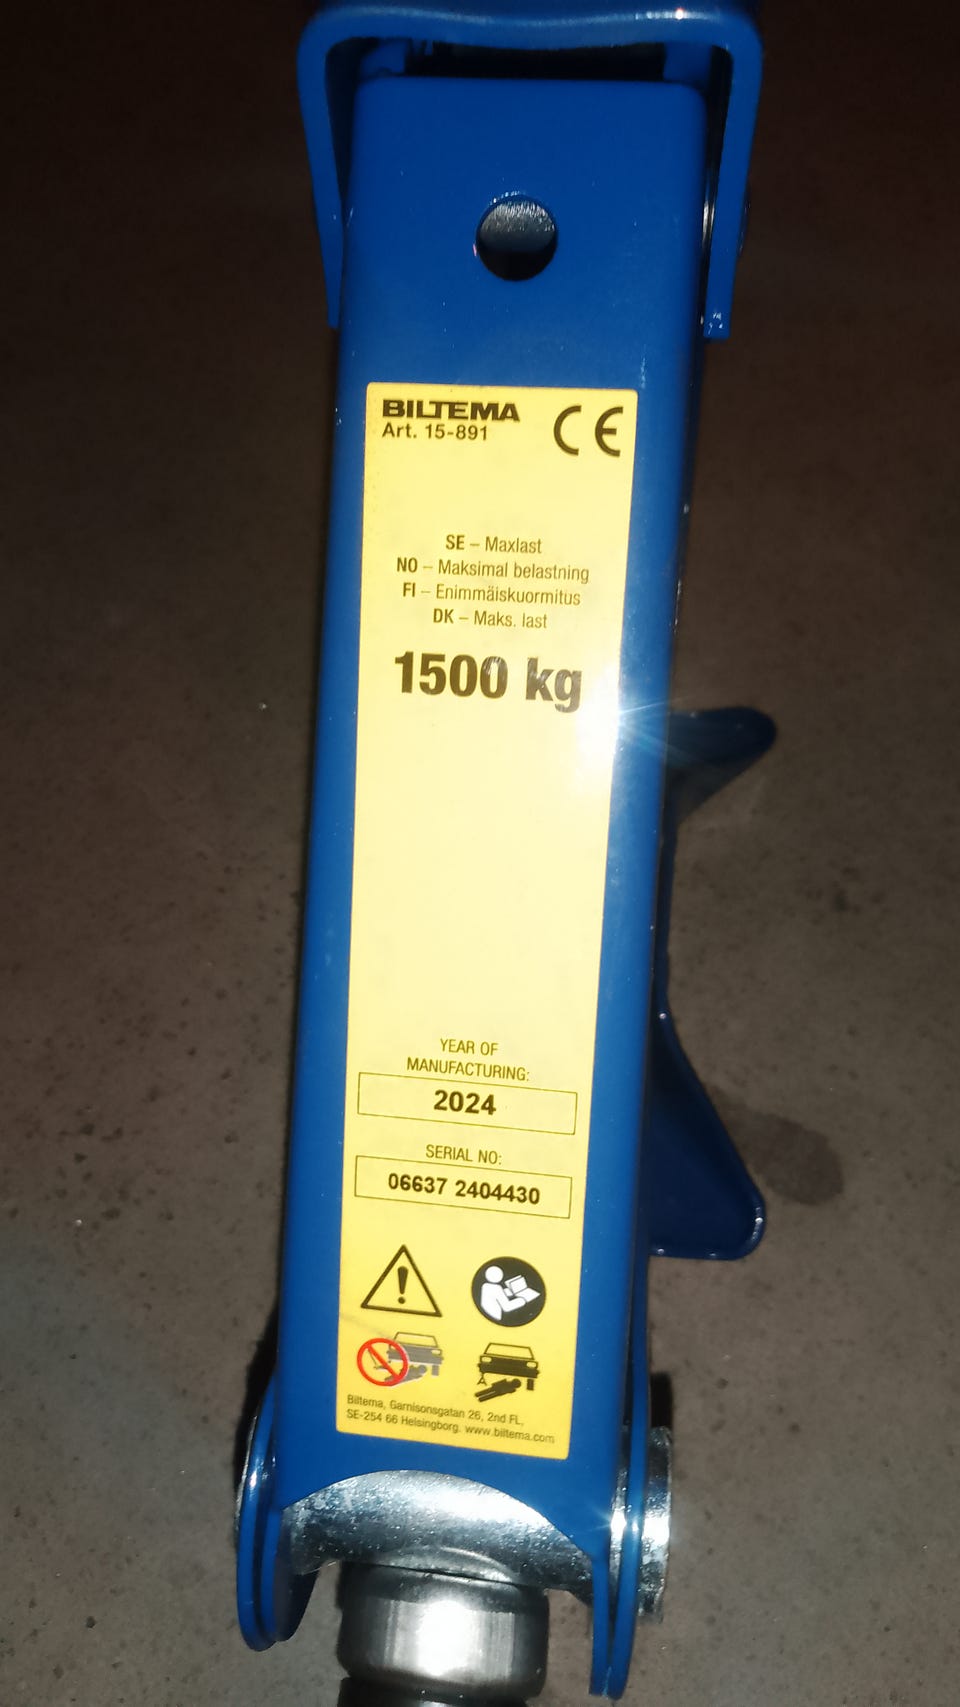 BILTEMA
Art. 15-891
CE
SE – Maxlast
NO – Maksimal belastning
FI – Enimmäiskuormitus
DK – Maks. last
1500 kg
YEAR OF
MANUFACTURING:
2024
SERIAL NO:
06637 2404430
Biltema, Garnisonsgatan 26, 2nd FL,
SE-254 66 Helsingborg. www.biltema.com